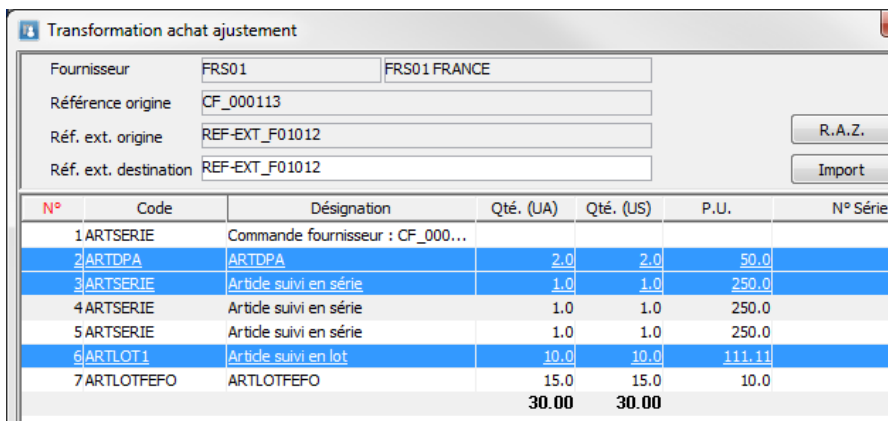 Transformation achat ajustement
Fournisseur FRS01 FRS01 FRANCE
Référence origine CF_000113
Réf. ext. origine REF-EXT_F01012 R.A.Z.
Réf. ext. destination REF-EXT_F01012 Import
N° Code Désignation Qté. (UA) Qté. (US) P.U. N° Série
1 ARTSERIE Commande fournisseur : CF_000...
2 ARTDPA ARTDPA 2.0 2.0 50.0
3 ARTSERIE Article suivi en série 1.0 1.0 250.0
4 ARTSERIE Article suivi en série 1.0 1.0 250.0
5 ARTSERIE Article suivi en série 1.0 1.0 250.0
6 ARTLOT1 Article suivi en lot 10.0 10.0 111.11
7 ARTLOTFEFO ARTLOTFEFO 15.0 15.0 10.0
30.00 30.00